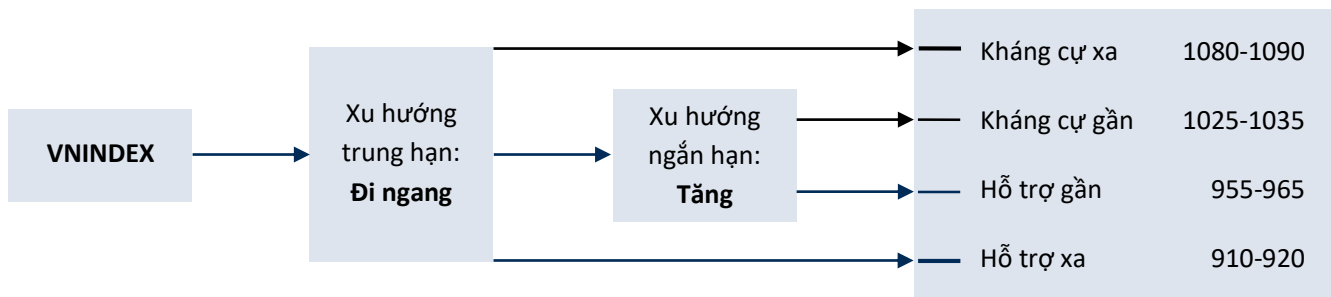 VNINDEX
Xu hướng
trung hạn:
Đi ngang
Xu hướng
ngắn hạn:
Tăng
Kháng cự xa 1080-1090
Kháng cự gần 1025-1035
Hỗ trợ gần 955-965
Hỗ trợ xa 910-920